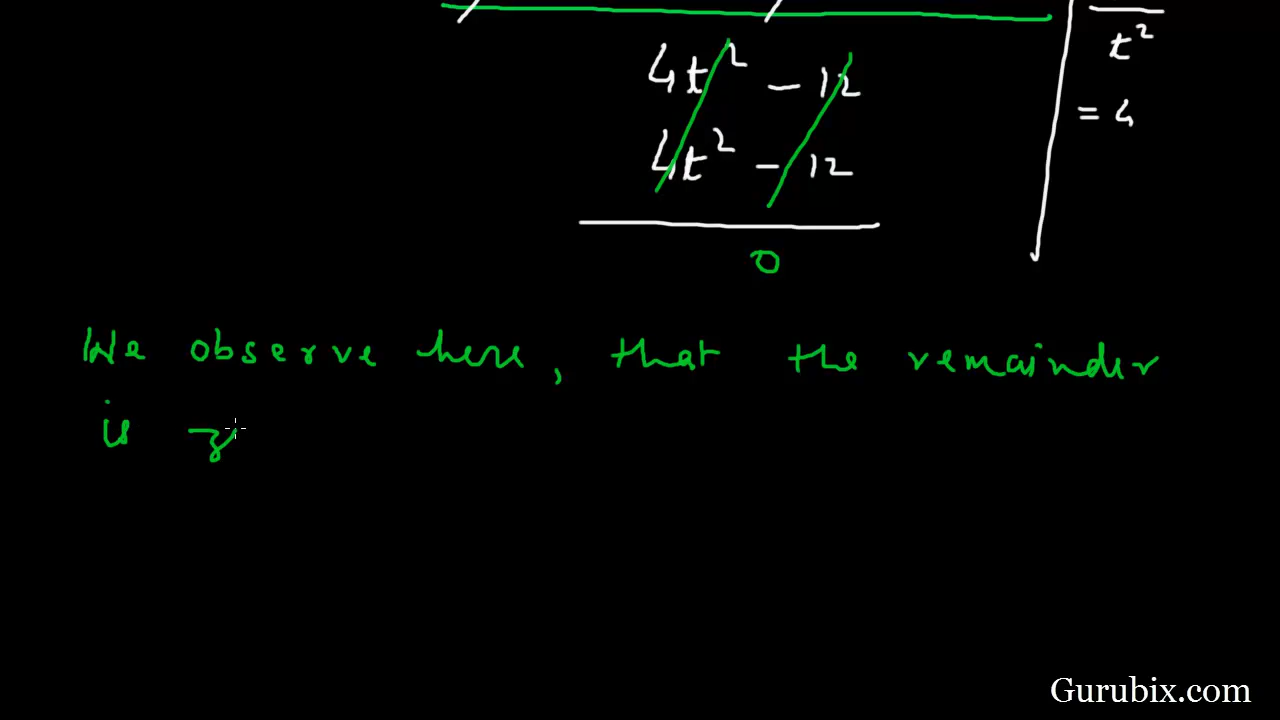 t²
4t² - 12
= 4
4t² - 12
0
We observe here, that the remainder
is z
Gurubix.com